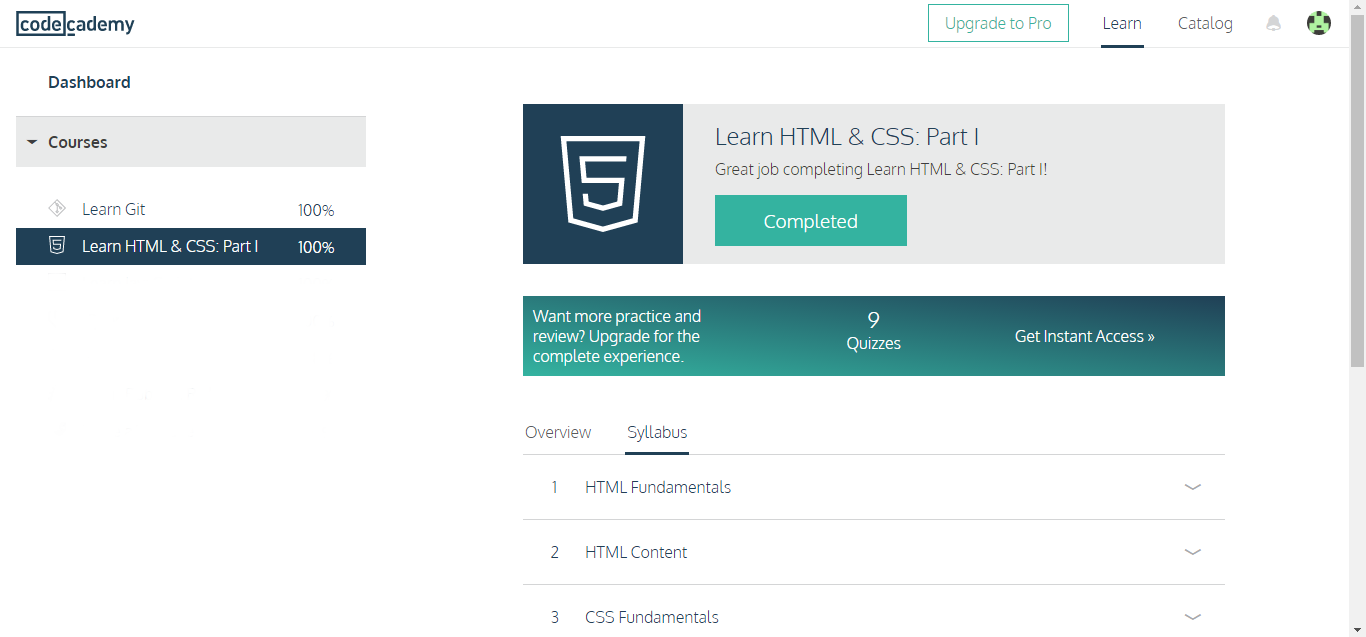 codecademy
Upgrade to Pro
Learn
Catalog
Dashboard
Courses
Learn Git 100%
Learn HTML & CSS: Part I 100%
5
Learn HTML & CSS: Part I
Great job completing Learn HTML & CSS: Part I!
Completed
Want more practice and
review? Upgrade for the
complete experience.
9
Quizzes
Get Instant Access »
Overview
Syllabus
1 HTML Fundamentals
2 HTML Content
3 CSS Fundamentals